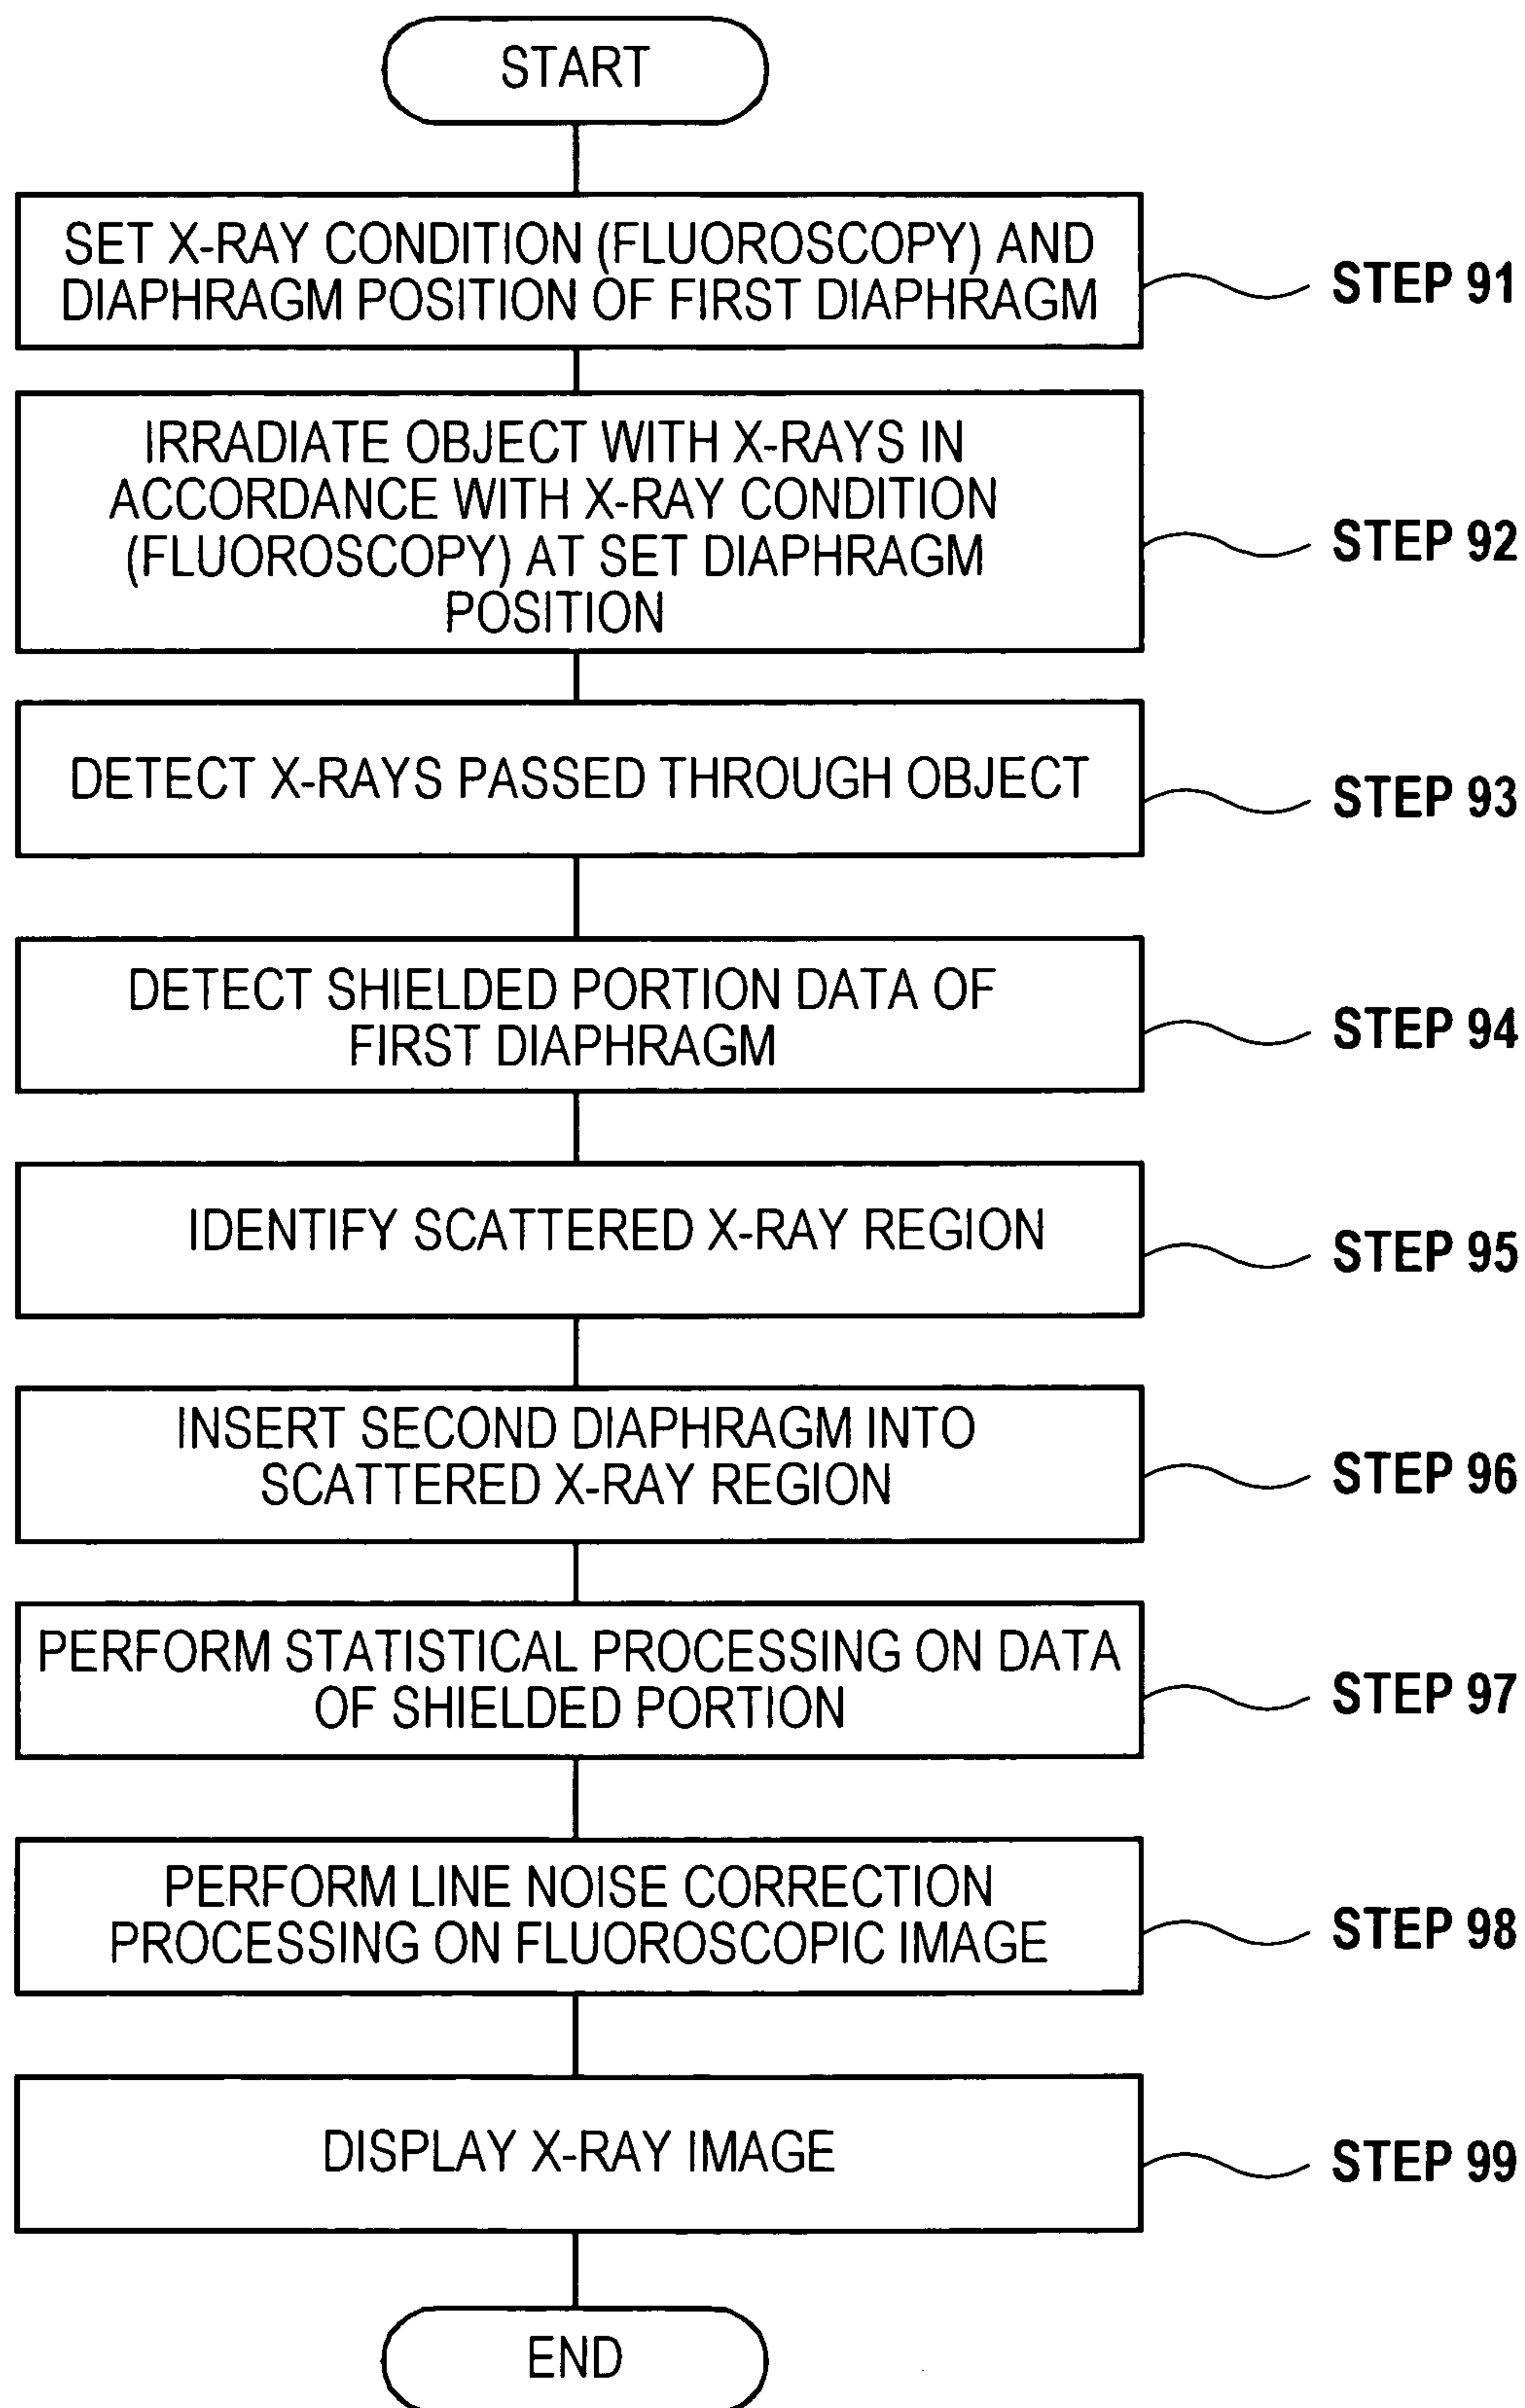 START
SET X-RAY CONDITION (FLUOROSCOPY) AND
DIAPHRAGM POSITION OF FIRST DIAPHRAGM
STEP 91
IRRADIATE OBJECT WITH X-RAYS IN
ACCORDANCE WITH X-RAY CONDITION
(FLUOROSCOPY) AT SET DIAPHRAGM
POSITION
STEP 92
DETECT X-RAYS PASSED THROUGH OBJECT
STEP 93
DETECT SHIELDED PORTION DATA OF
FIRST DIAPHRAGM
STEP 94
IDENTIFY SCATTERED X-RAY REGION
STEP 95
INSERT SECOND DIAPHRAGM INTO
SCATTERED X-RAY REGION
STEP 96
PERFORM STATISTICAL PROCESSING ON DATA
OF SHIELDED PORTION
STEP 97
PERFORM LINE NOISE CORRECTION
PROCESSING ON FLUOROSCOPIC IMAGE
STEP 98
DISPLAY X-RAY IMAGE
STEP 99
END